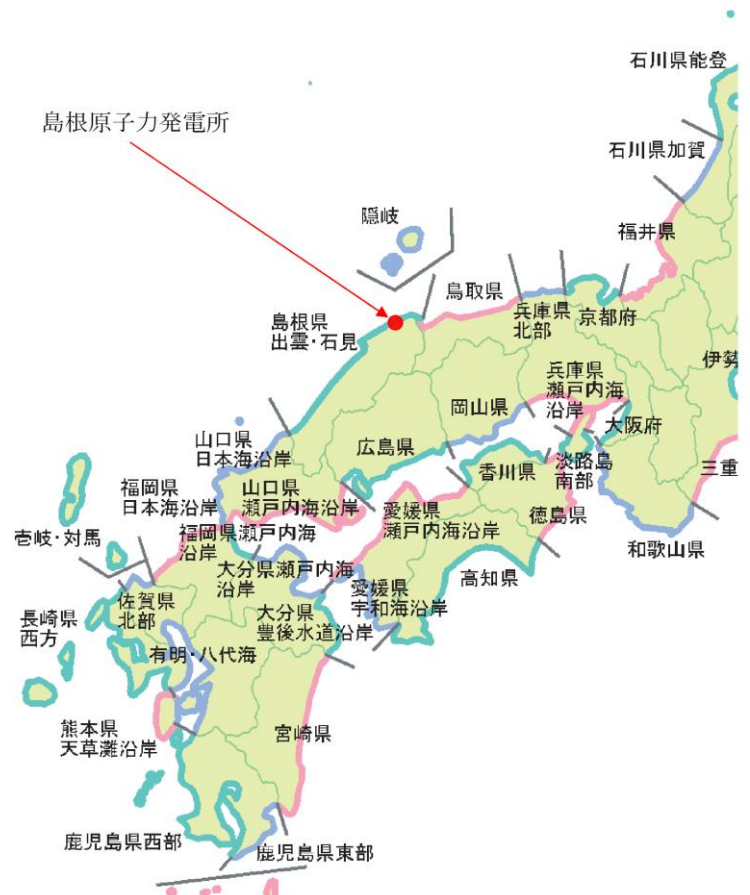 石川県能登
島根原子力発電所
石川県加賀
隠岐
福井県
鳥取県
島根県
出雲・石見
兵庫県
北部
京都府
伊勢
兵庫県
瀬戸内海
沿岸
岡山県
大阪府
山口県
日本海沿岸
広島県
淡路島
南部
三重
香川県
福岡県
日本海沿岸
山口県
瀬戸内海沿岸
愛媛県
瀬戸内海沿岸
徳島県
壱岐・対馬
福岡県瀬戸内海
沿岸
和歌山県
大分県瀬戸内海
沿岸
高知県
愛媛県
宇和海沿岸
佐賀県
北部
大分県
豊後水道沿岸
長崎県
西方
有明・八代海
熊本県
天草灘沿岸
宮崎県
鹿児島県西部
鹿児島県東部